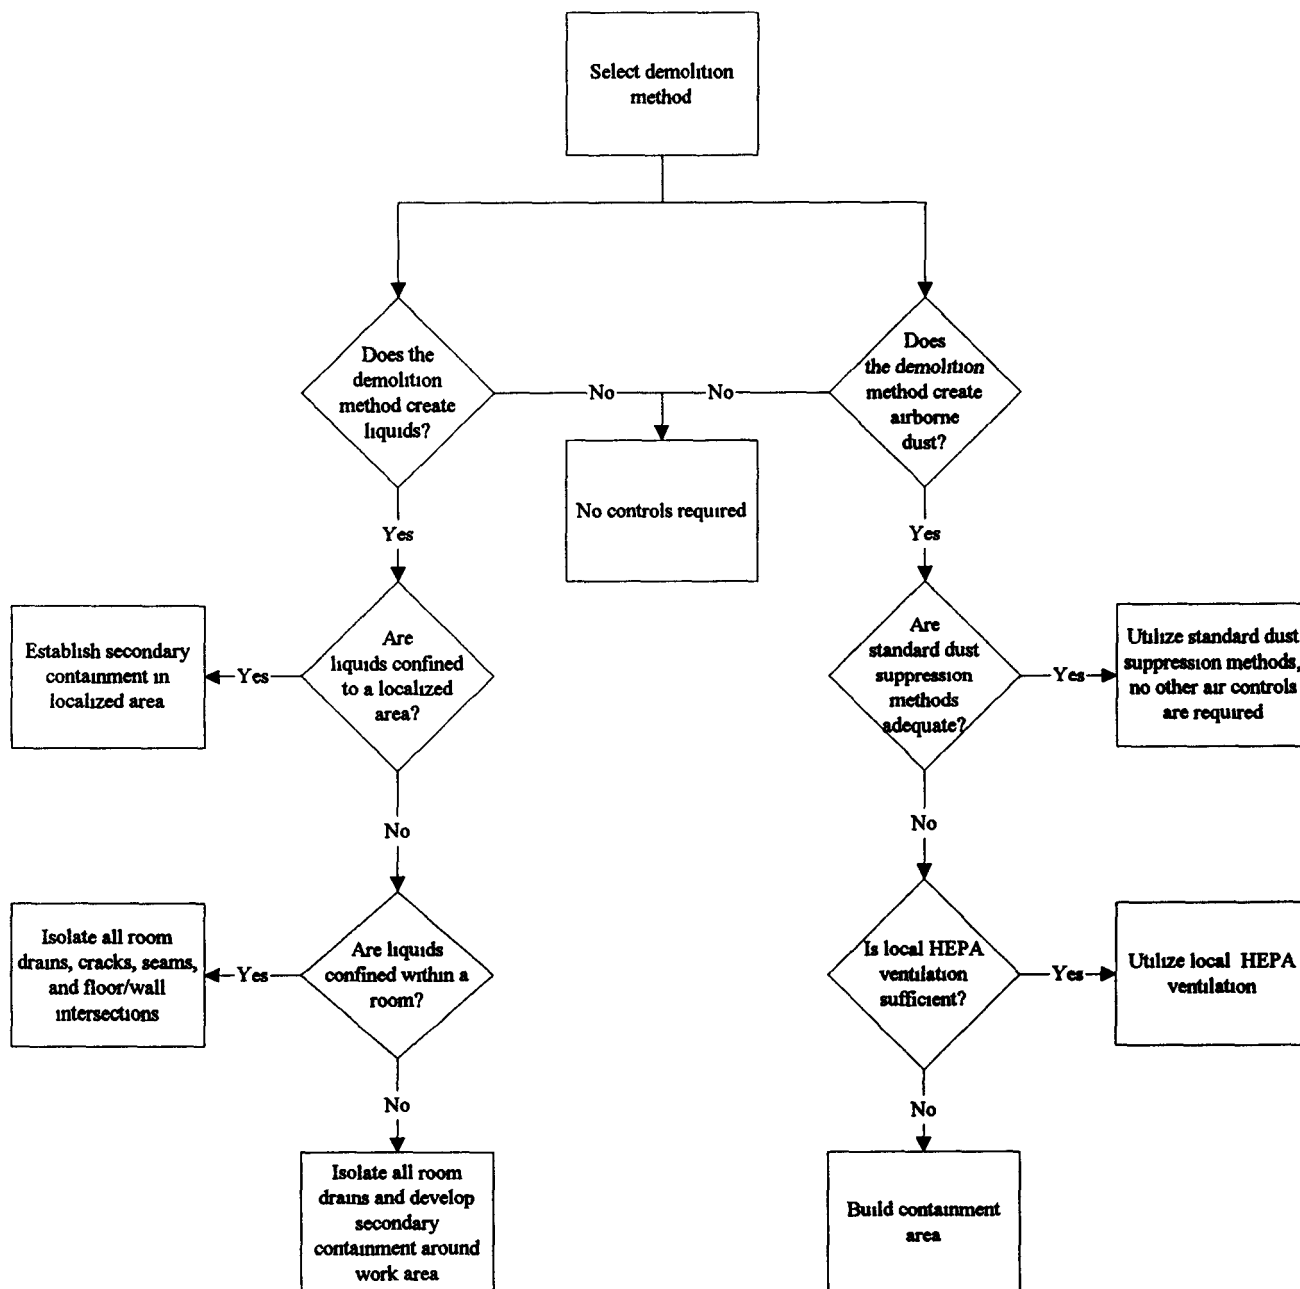 Select demolition
method
Does the
demolition
method create
liquids?
No
No
Does
the demolition
method create
airborne
dust?
No controls required
Yes
Yes
Establish secondary
containment in
localized area
Yes
Are
liquids confined
to a localized
area?
Are
standard dust
suppression
methods
adequate?
Yes
Utilize standard dust
suppression methods,
no other air controls
are required
No
No
Isolate all room
drains, cracks, seams,
and floor/wall
intersections
Yes
Are liquids
confined within a
room?
Is local HEPA
ventilation
sufficient?
Yes
Utilize local HEPA
ventilation
No
No
Isolate all room
drains and develop
secondary
containment around
work area
Build containment
area